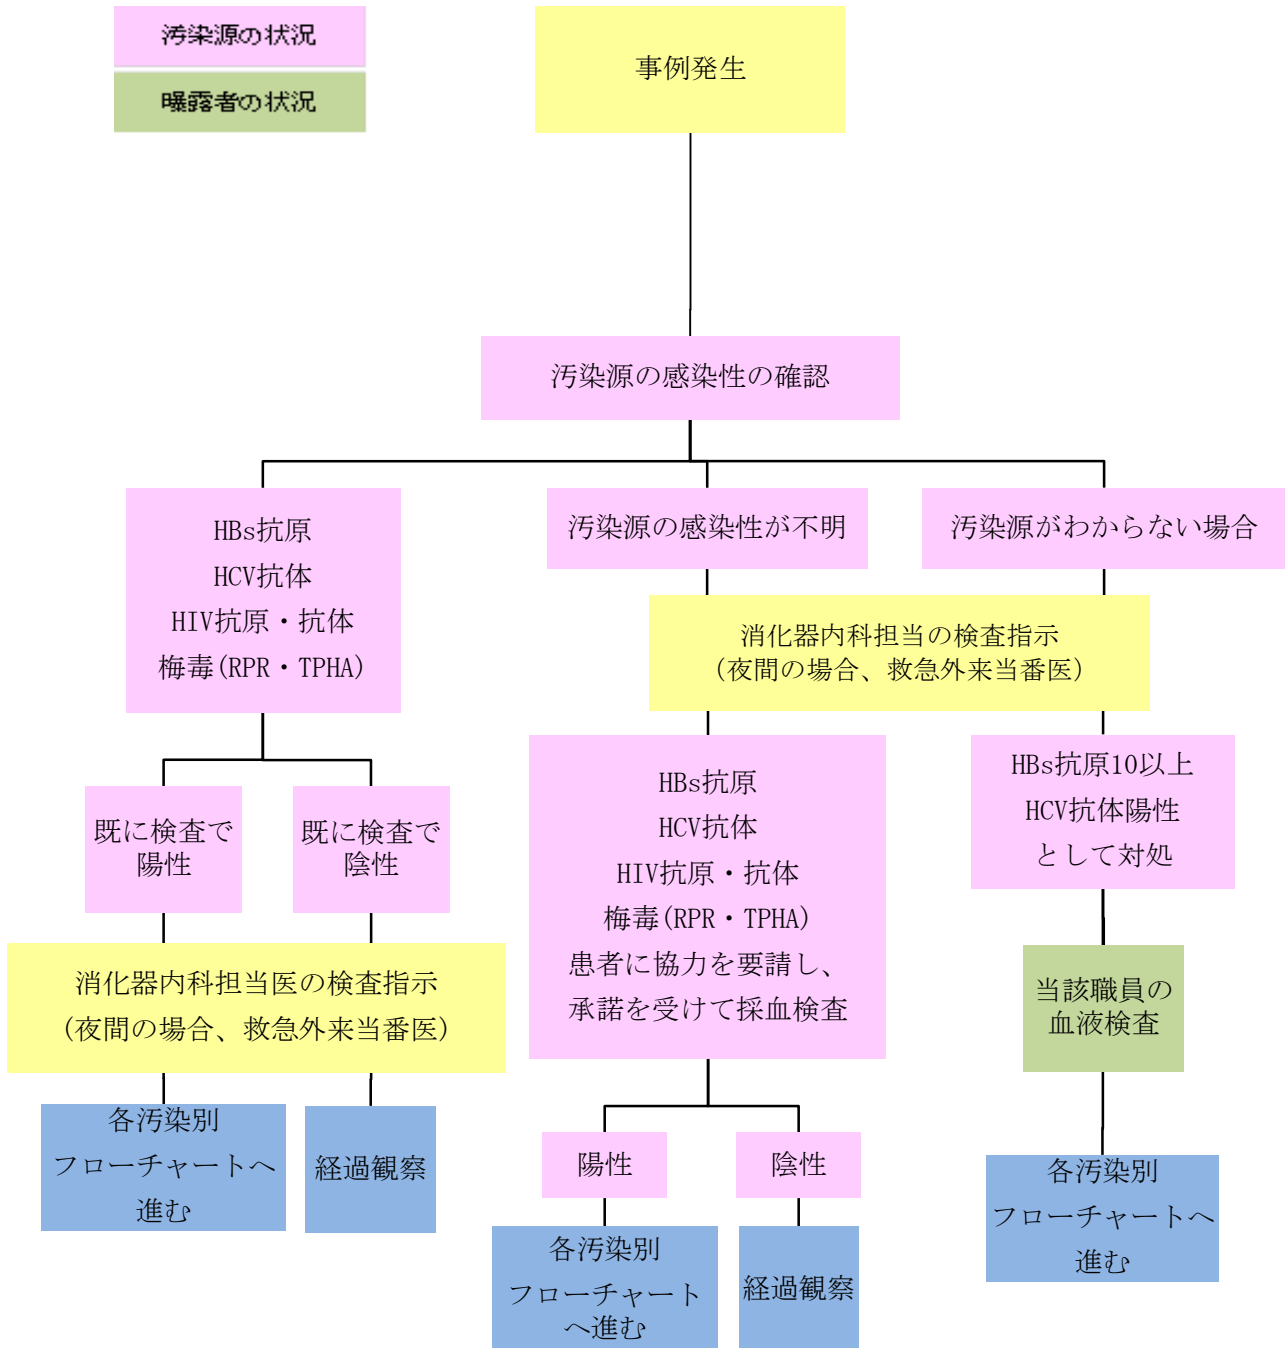 汚染源の状況
曝露者の状況
事例発生
汚染源の感染性の確認
HBs抗原
HCV抗体
HIV抗原・抗体
梅毒(RPR・TPHA)
汚染源の感染性が不明
汚染源がわからない場合
消化器内科担当の検査指示
(夜間の場合、救急外来当番医)
既に検査で
陽性
既に検査で
陰性
HBs抗原
HCV抗体
HIV抗原・抗体
梅毒(RPR・TPHA)
患者に協力を要請し、
承諾を受けて採血検査
HBs抗原10以上
HCV抗体陽性
として対処
消化器内科担当医の検査指示
(夜間の場合、救急外来当番医)
当該職員の
血液検査
各汚染別
フローチャートへ
進む
経過観察
陽性
陰性
各汚染別
フローチャートへ
進む
各汚染別
フローチャート
へ進む
経過観察